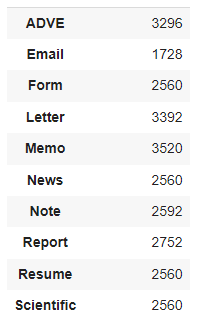 ADVE 3296
Email 1728
Form 2560
Letter 3392
Memo 3520
News 2560
Note 2592
Report 2752
Resume 2560
Scientific 2560